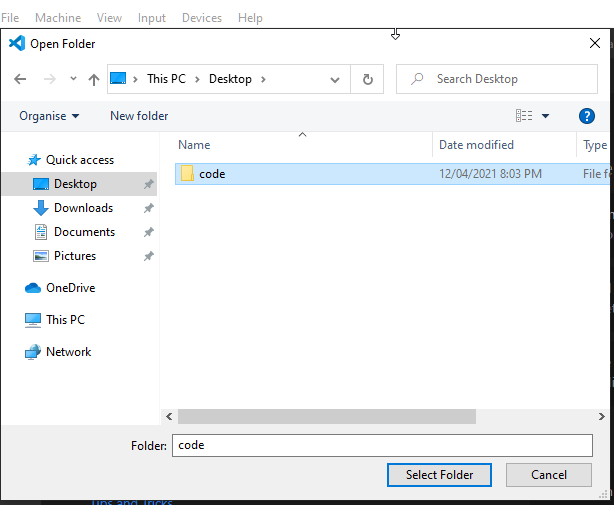 File Machine View Input Devices Help
Open Folder
This PC Desktop Search Desktop
Organise New folder
Name Date modified Type
Quick access
code 12/04/2021 8:03 PM File fo
Desktop
Downloads
Documents
Pictures
OneDrive
This PC
Network
Folder: code
Select Folder Cancel
Tips and Tricks